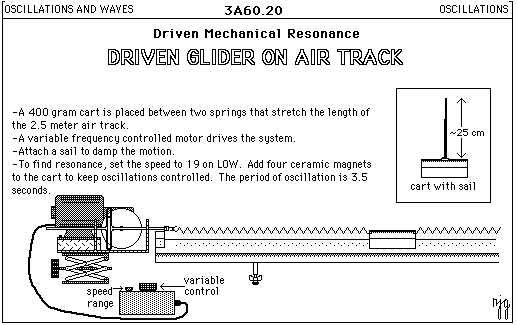 OSCILLATIONS AND WAVES 3A60.20 OSCILLATIONS
Driven Mechanical Resonance
DRIVEN GLIDER ON AIR TRACK
-A 400 gram cart is placed between two springs that stretch the length of
the 2.5 meter air track.
-A variable frequency controlled motor drives the system.
-Attach a sail to damp the motion.
-To find resonance, set the speed to 19 on LOW.  Add four ceramic magnets
to the cart to keep oscillations controlled.  The period of oscillation is 3.5
seconds.
~25 cm
cart with sail
speed
range
variable
control